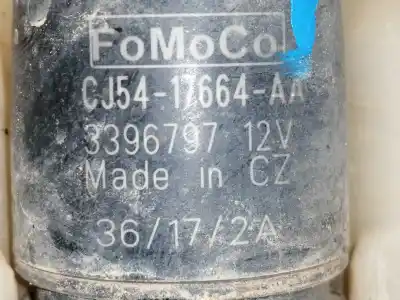 FoMoCo
CJ54-17664-AA
3396797 12V
Made in CZ
36/17/2A